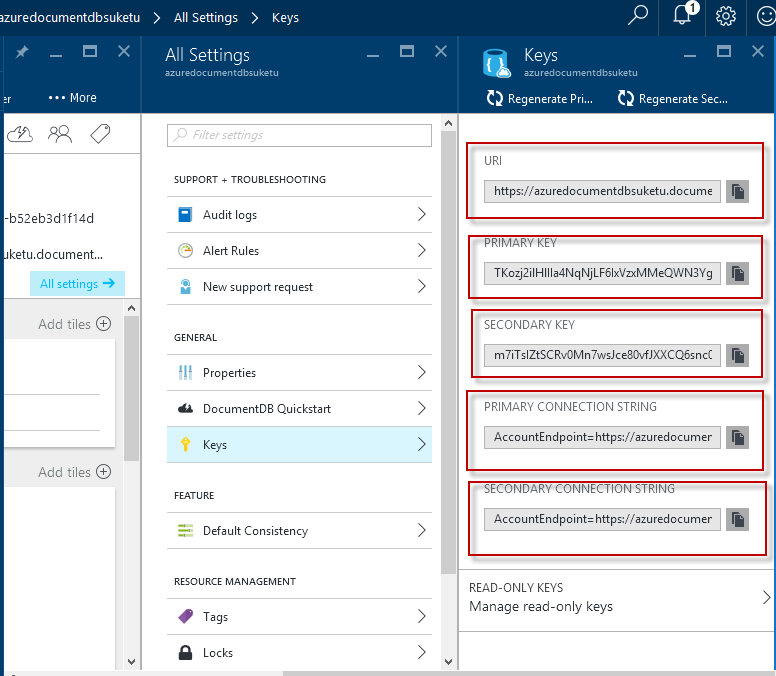 azuredocumentdbsuketu > All Settings > Keys
1
er
••• More
-b52eb3d1f14d
uketu.document...
All settings →
Add tiles
Add tiles
All Settings
azuredocumentdbsuketu
Filter settings
SUPPORT + TROUBLESHOOTING
Audit logs
Alert Rules
New support request
GENERAL
Properties
DocumentDB Quickstart
Keys
FEATURE
Default Consistency
RESOURCE MANAGEMENT
Tags
Locks
Keys
azuredocumentdbsuketu
Regenerate Pri...
Regenerate Sec...
URI
https://azuredocumentdbsuketu.docume
PRIMARY KEY
SECONDARY KEY
PRIMARY CONNECTION STRING
AccountEndpoint=https://azuredocumer
SECONDARY CONNECTION STRING
AccountEndpoint=https://azuredocumer
READ-ONLY KEYS
Manage read-only keys